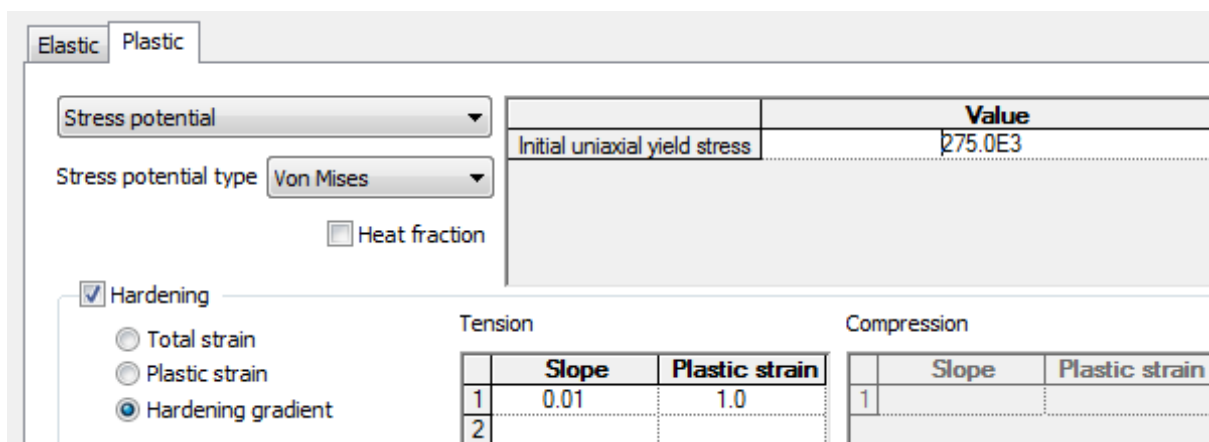 Elastic Plastic
Stress potential
Value
Initial uniaxial yield stress 275.0E3
Stress potential type Von Mises
Heat fraction
Hardening
Total strain
Plastic strain
Hardening gradient
Tension
Slope Plastic strain
1 0.01 1.0
2
Compression
Slope Plastic strain
1